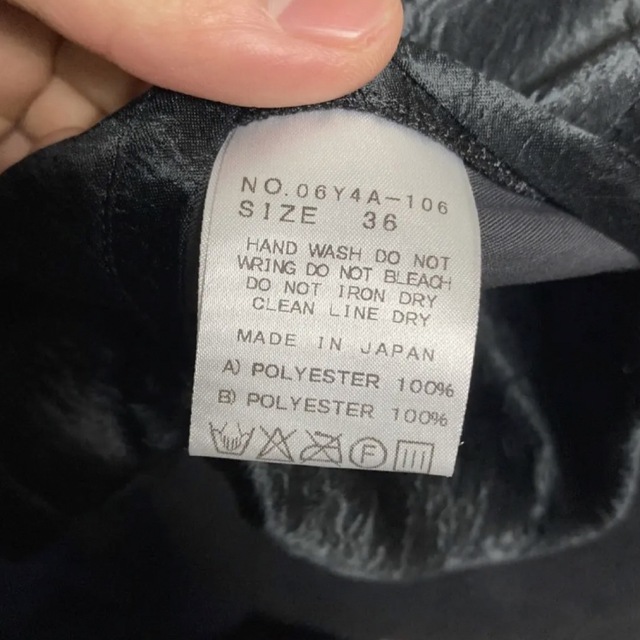 NO.06Y4A-106
SIZE 36
HAND WASH DO NOT
WRING DO NOT BLEACH
DO NOT IRON DRY
CLEAN LINE DRY
MADE IN JAPAN
A) POLYESTER 100%
B) POLYESTER 100%
F